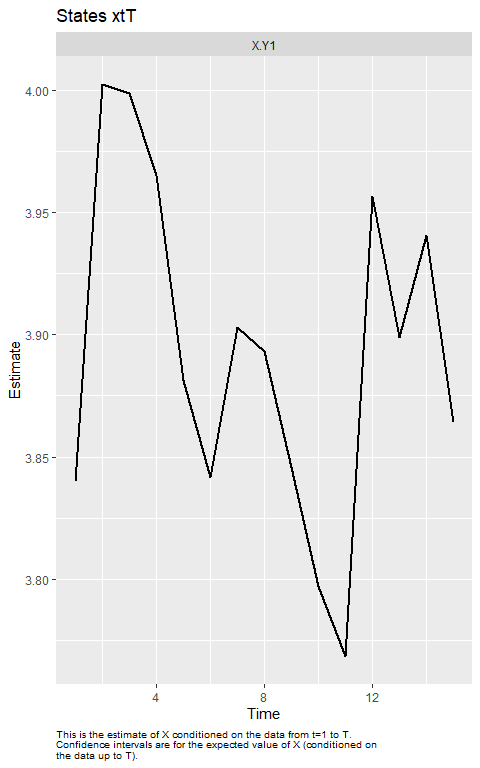 States xtT
X.Y1
4.00
3.95
3.90
3.85
3.80
Estimate
4 8 12
Time
This is the estimate of X conditioned on the data from t=1 to T.
Confidence intervals are for the expected value of X (conditioned on
the data up to T).